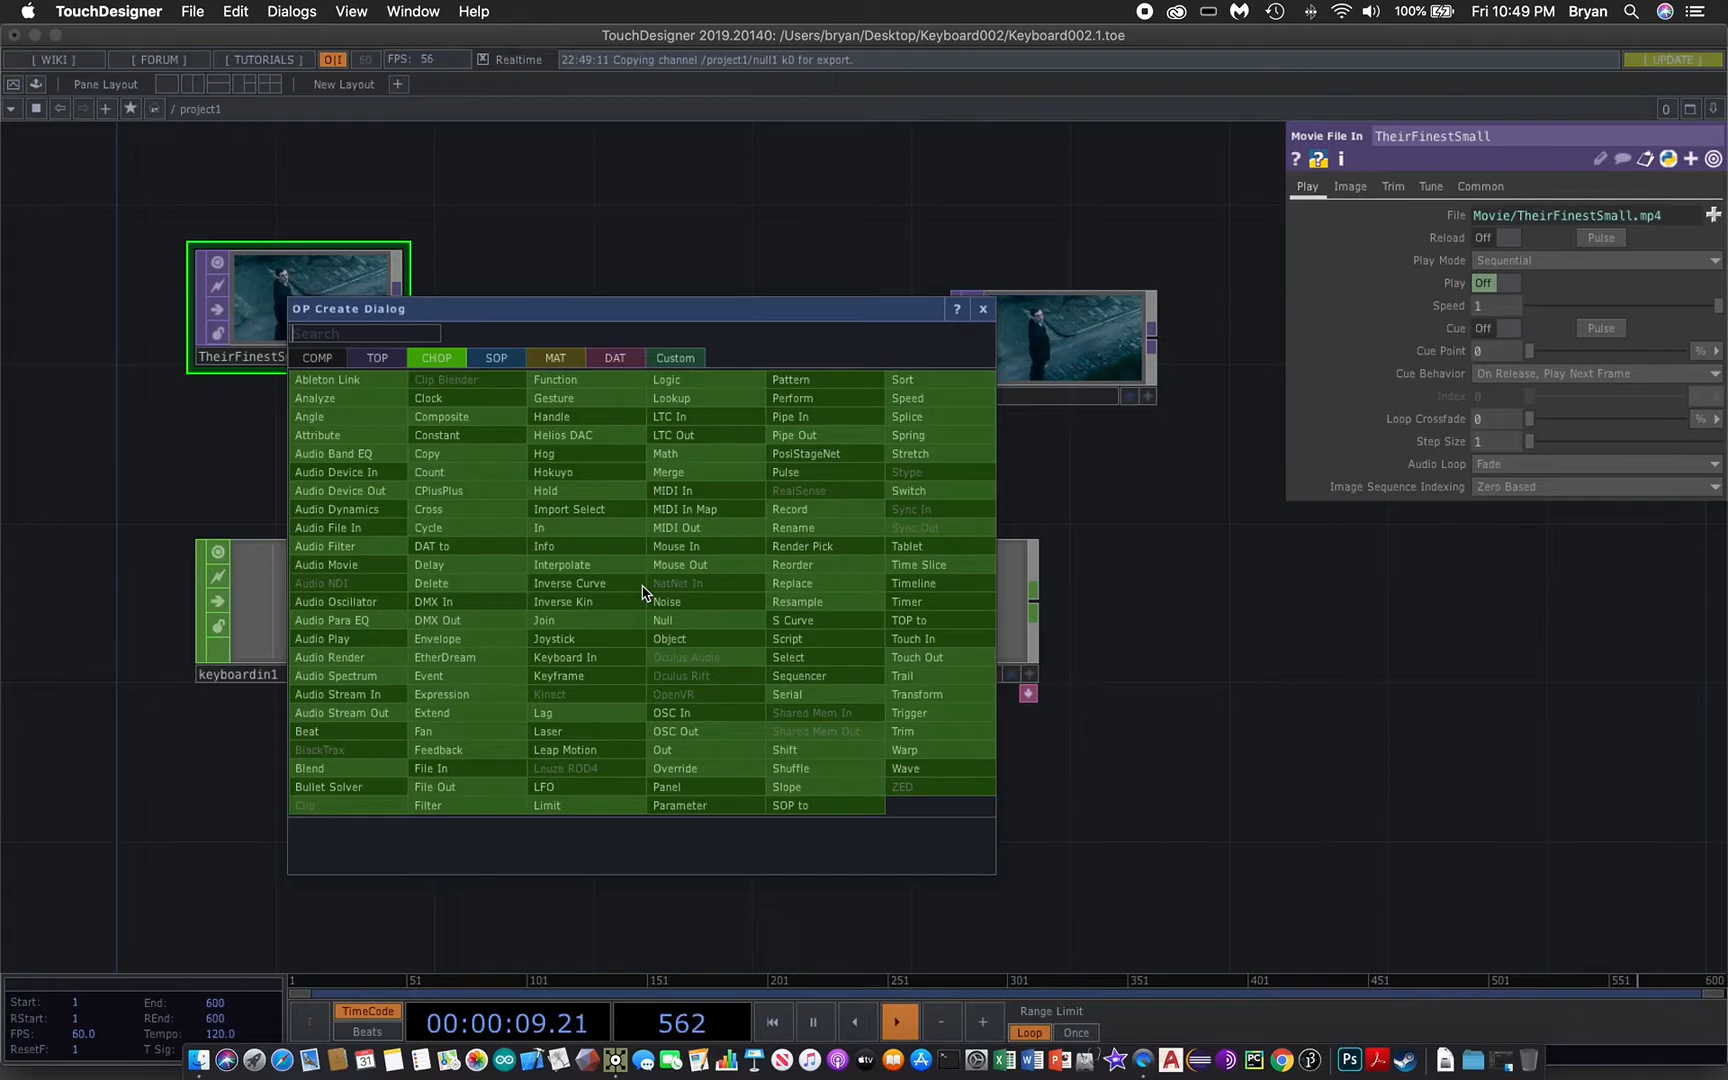 TouchDesigner File Edit Dialogs View Window Help 100% Fri 10:49 PM Bryan
TouchDesigner 2019.20140: /Users/bryan/Desktop/Keyboard002/Keyboard002.1.toe
[ WIKI ] [ FORUM ] [ TUTORIALS ] O|I 60 FPS: 56 Realtime 22:49:11 Copying channel /project1/null1 k0 for export. [ UPDATE ]
Pane Layout New Layout +
/ project1 0
Movie File In TheirFinestSmall
? ? i
Play Image Trim Tune Common
File Movie/TheirFinestSmall.mp4
Reload Off Pulse
Play Mode Sequential
Play Off
Speed 1
Cue Off Pulse
Cue Point 0 %
Cue Behavior On Release, Play Next Frame
Index 0
Loop Crossfade 0 %
Step Size 1
Audio Loop Fade
Image Sequence Indexing Zero Based
TheirFinestS
keyboardin1
OP Create Dialog ? x
Search
COMP TOP CHOP SOP MAT DAT Custom
Ableton Link Clip Blender Function Logic Pattern Sort
Analyze Clock Gesture Lookup Perform Speed
Angle Composite Handle LTC In Pipe In Splice
Attribute Constant Helios DAC LTC Out Pipe Out Spring
Audio Band EQ Copy Hog Math PosiStageNet Stretch
Audio Device In Count Hokuyo Merge Pulse Stype
Audio Device Out CPlusPlus Hold MIDI In RealSense Switch
Audio Dynamics Cross Import Select MIDI In Map Record Sync In
Audio File In Cycle In MIDI Out Rename Sync Out
Audio Filter DAT to Info Mouse In Render Pick Tablet
Audio Movie Delay Interpolate Mouse Out Reorder Time Slice
Audio NDI Delete Inverse Curve NatNet In Replace Timeline
Audio Oscillator DMX In Inverse Kin Noise Resample Timer
Audio Para EQ DMX Out Join Null S Curve TOP to
Audio Play Envelope Joystick Object Script Touch In
Audio Render EtherDream Keyboard In Oculus Audio Select Touch Out
Audio Spectrum Event Keyframe Oculus Rift Sequencer Trail
Audio Stream In Expression Kinect OpenVR Serial Transform
Audio Stream Out Extend Lag OSC In Shared Mem In Trigger
Beat Fan Laser OSC Out Shared Mem Out Trim
BlackTrax Feedback Leap Motion Out Shift Warp
Blend File In Leuze ROD4 Override Shuffle Wave
Bullet Solver File Out LFO Panel Slope ZED
Clip Filter Limit Parameter SOP to
1 51 101 151 201 251 301 351 401 451 501 551 600
Start: 1 End: 600
RStart: 1 REnd: 600
FPS: 60.0 Tempo: 120.0
ResetF: 1 T Sig:
TimeCode
Beats
00:00:09.21 562
Range Limit
Loop Once